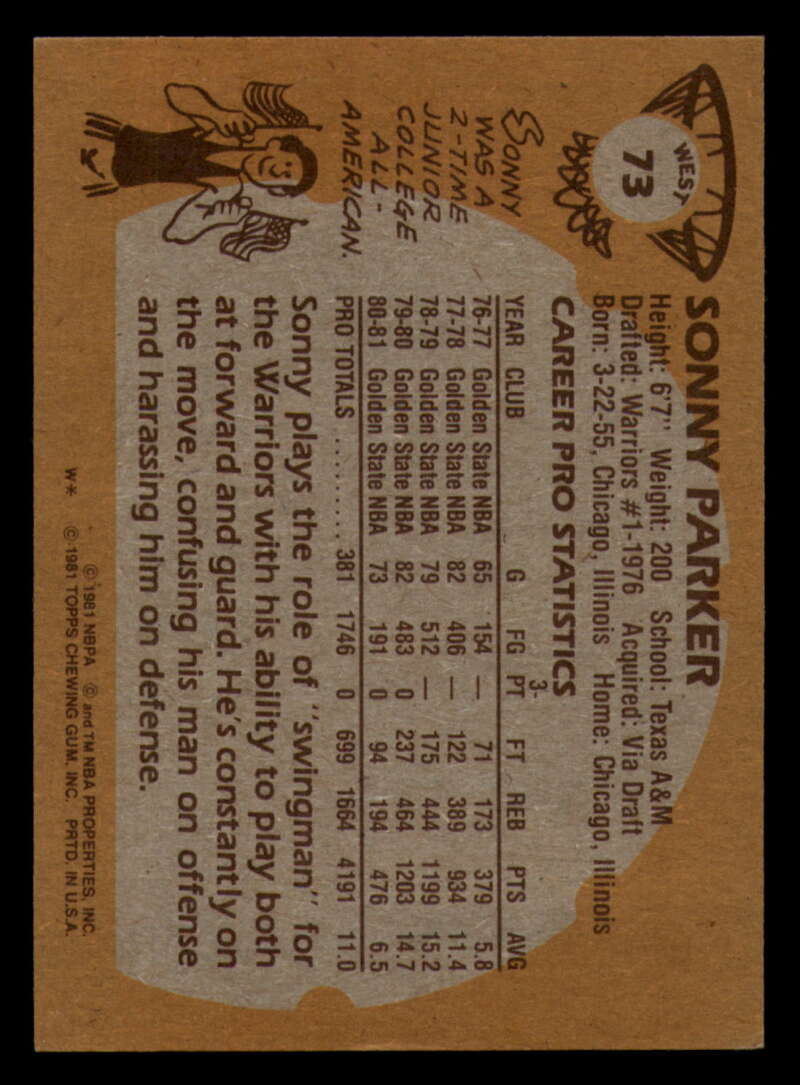 WEST
73
SONNY PARKER
Height: 6'7" Weight: 200 School: Texas A&M
Drafted: Warriors #1-1976 Acquired: Via Draft
Born: 3-22-55, Chicago, Illinois Home: Chicago, Illinois
CAREER PRO STATISTICS
YEAR CLUB G FG 3-PT FT REB PTS AVG
76-77 Golden State NBA 65 154 — 71 173 379 5.8
77-78 Golden State NBA 82 406 — 122 389 934 11.4
78-79 Golden State NBA 79 512 — 175 444 1199 15.2
79-80 Golden State NBA 82 483 0 237 464 1203 14.7
80-81 Golden State NBA 73 191 0 94 194 476 6.5
PRO TOTALS .......... 381 1746 0 699 1664 4191 11.0
SONNY
WAS A
2-TIME
JUNIOR
COLLEGE
ALL-
AMERICAN.
Sonny plays the role of "swingman" for
the Warriors with his ability to play both
at forward and guard. He's constantly on
the move, confusing his man on offense
and harassing him on defense.
© 1981 NBPA © and TM NBA PROPERTIES, INC.
W* © 1981 TOPPS CHEWING GUM, INC. PRTD. IN U.S.A.